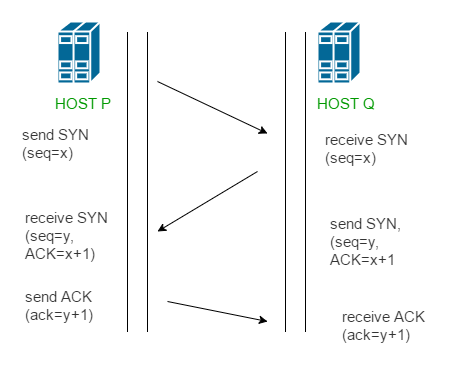 HOST P
HOST Q
send SYN
(seq=x)
receive SYN
(seq=x)
receive SYN
(seq=y,
ACK=x+1)
send SYN,
(seq=y,
ACK=x+1
send ACK
(ack=y+1)
receive ACK
(ack=y+1)